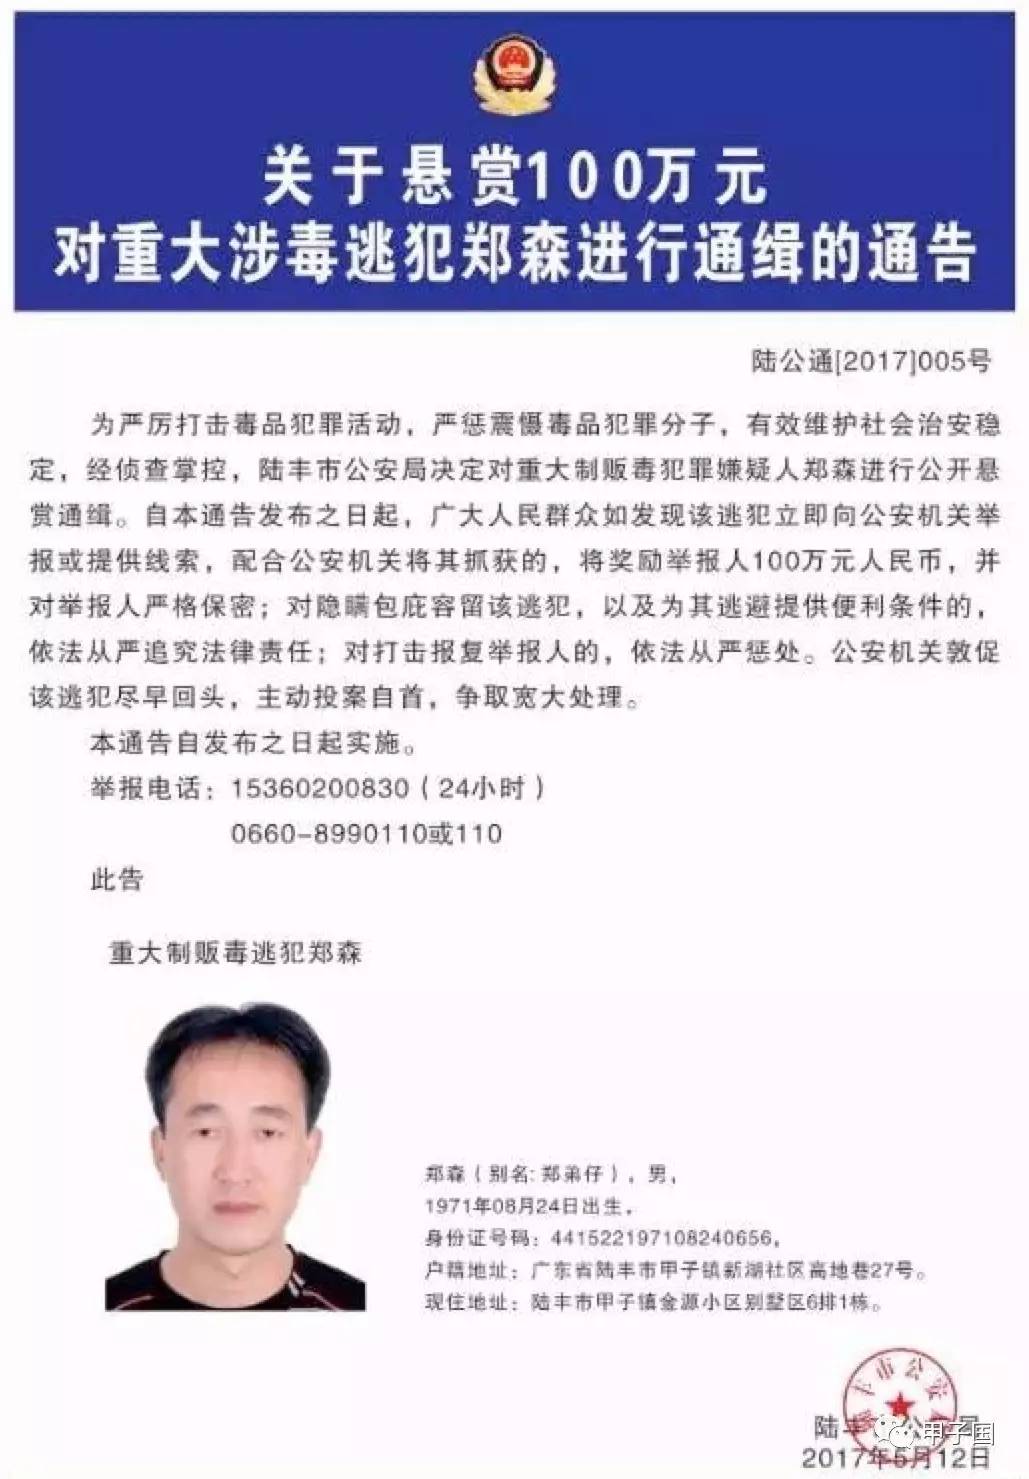 关于悬赏100万元
对重大涉毒逃犯郑森进行通缉的通告
陆公通[2017]005号
为严厉打击毒品犯罪活动，严惩震慑毒品犯罪分子，有效维护社会治安稳
定，经侦查掌控，陆丰市公安局决定对重大制贩毒犯罪嫌疑人郑森进行公开悬
赏通缉。自本通告发布之日起，广大人民群众如发现该逃犯立即向公安机关举
报或提供线索，配合公安机关将其抓获的，将奖励举报人100万元人民币，并
对举报人严格保密；对隐瞒包庇容留该逃犯，以及为其逃避提供便利条件的，
依法从严追究法律责任；对打击报复举报人的，依法从严惩处。公安机关敦促
该逃犯尽早回头，主动投案自首，争取宽大处理。
本通告自发布之日起实施。
举报电话：15360200830（24小时）
0660-8990110或110
此告
重大制贩毒逃犯郑森
郑森（别名:郑弟仔），男，
1971年08月24日出生，
身份证号码：441522197108240656，
户籍地址：广东省陆丰市甲子镇新湖社区高地巷27号。
现住地址：陆丰市甲子镇金源小区别墅区6排1栋。
陆丰市公安局
甲子国
2017年5月12日